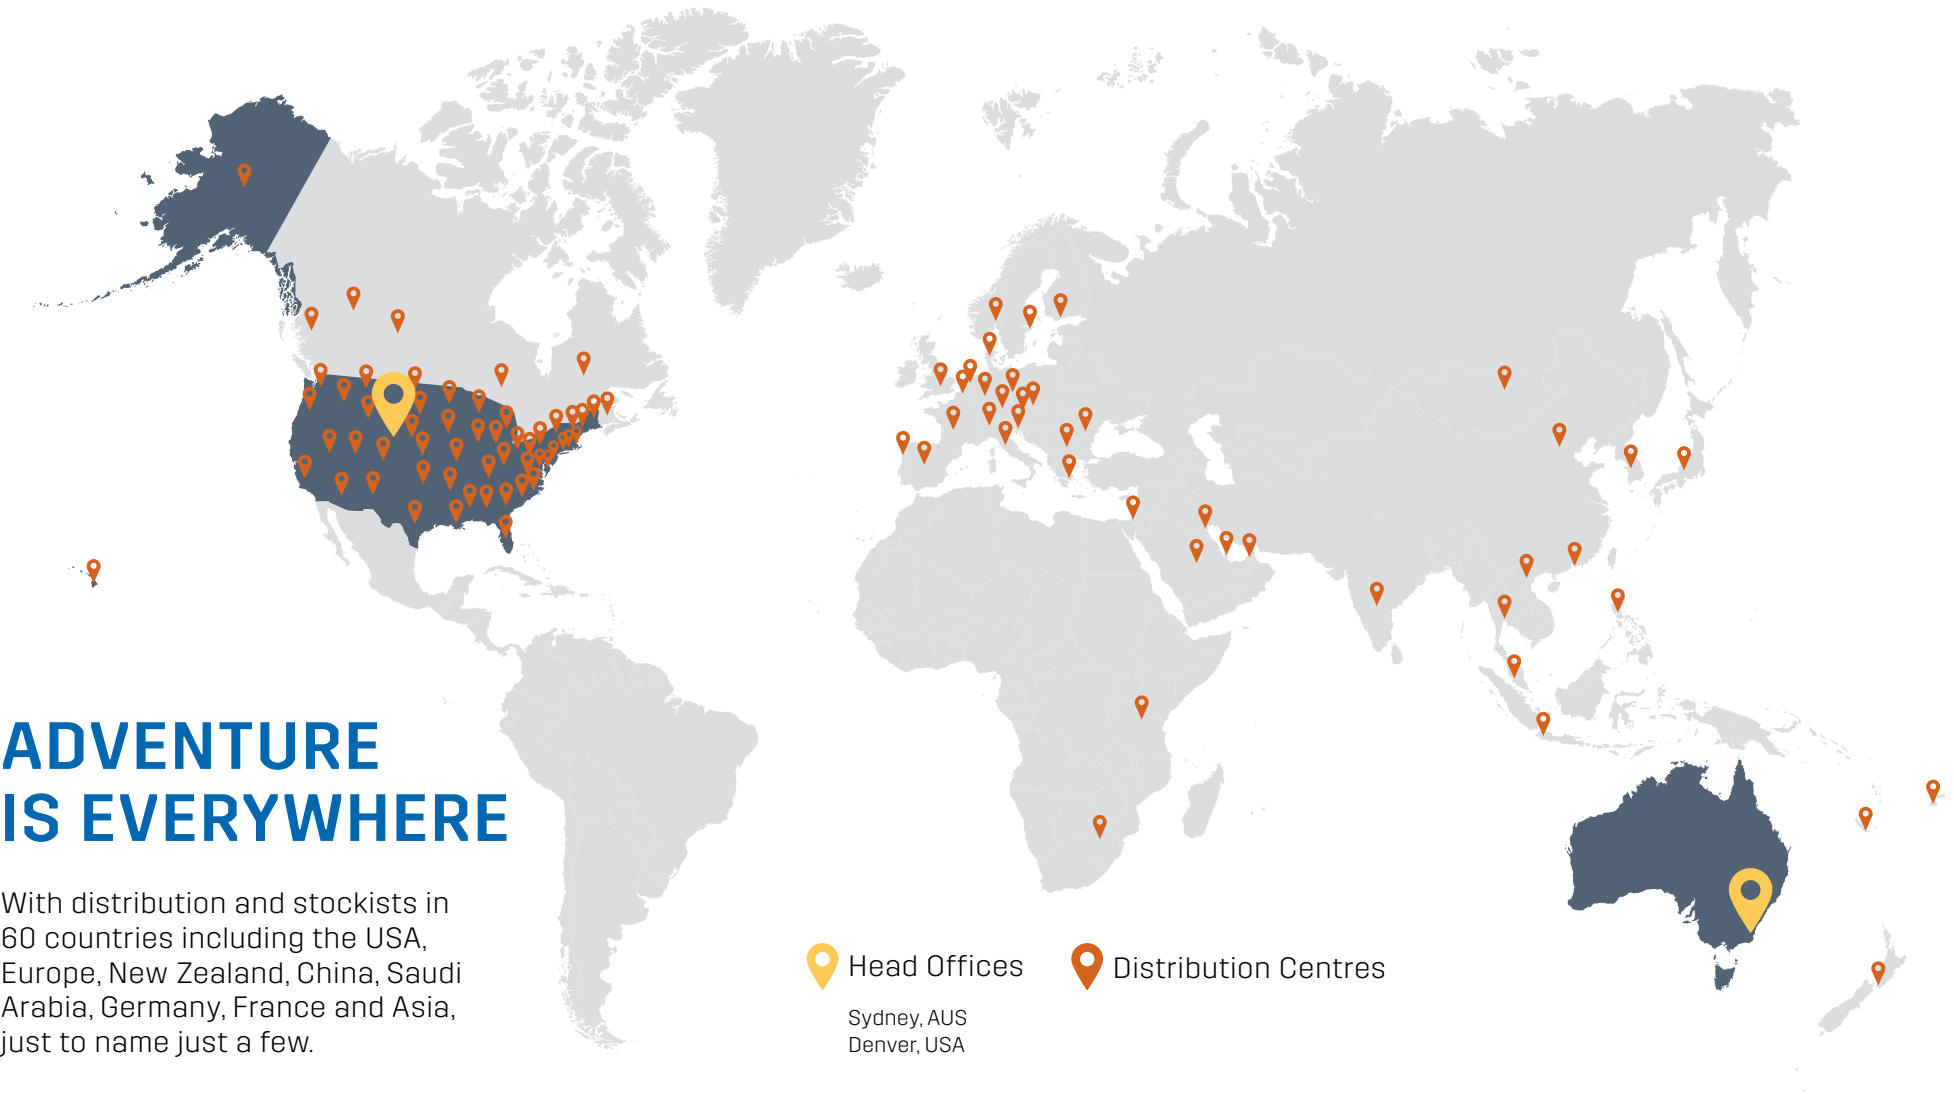 ADVENTURE
IS EVERYWHERE
With distribution and stockists in
60 countries including the USA,
Europe, New Zealand, China, Saudi
Arabia, Germany, France and Asia,
just to name just a few.
Head Offices
Sydney, AUS
Denver, USA
Distribution Centres